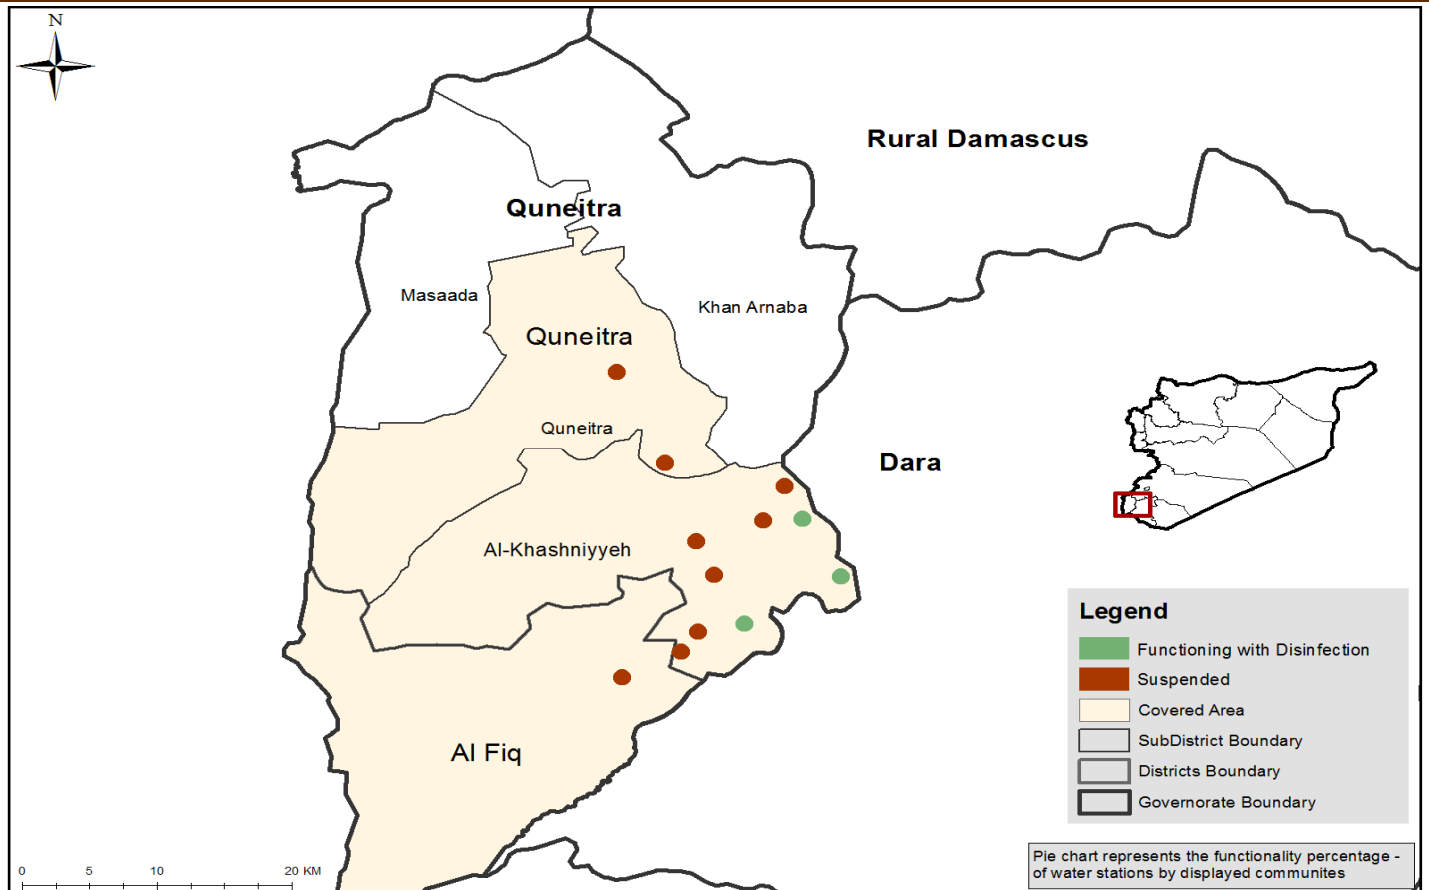 N
Rural Damascus
Quneitra
Masaada
Khan Arnaba
Quneitra
Quneitra
Dara
Al-Khashniyyeh
Al Fiq
Legend
Functioning with Disinfection
Suspended
Covered Area
SubDistrict Boundary
Districts Boundary
Governorate Boundary
0 5 10 20 KM
Pie chart represents the functionality percentage -
of water stations by displayed communites